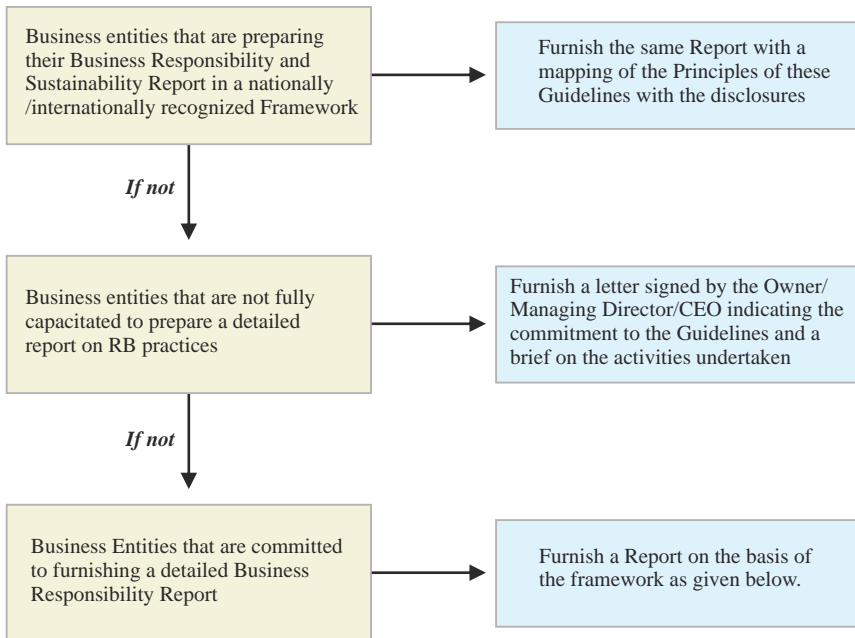 Business entities that are preparing
their Business Responsibility and
Sustainability Report in a nationally
/internationally recognized Framework
Furnish the same Report with a
mapping of the Principles of these
Guidelines with the disclosures
If not
Business entities that are not fully
capacitated to prepare a detailed
report on RB practices
Furnish a letter signed by the Owner/
Managing Director/CEO indicating the
commitment to the Guidelines and a
brief on the activities undertaken
If not
Business Entities that are committed
to furnishing a detailed Business
Responsibility Report
Furnish a Report on the basis of
the framework as given below.